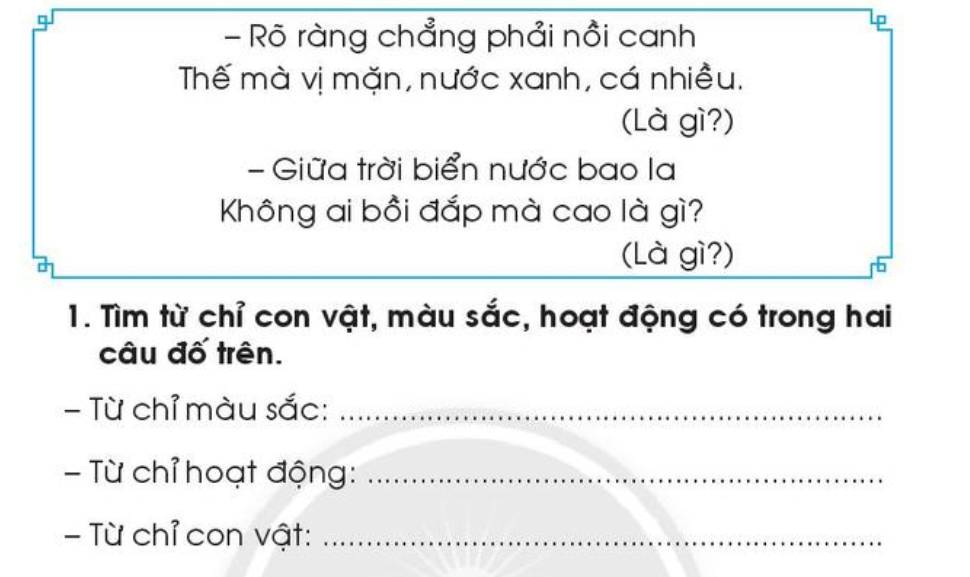 – Rõ ràng chẳng phải nồi canh
Thế mà vị mặn, nước xanh, cá nhiều.
(Là gì?)
– Giữa trời biển nước bao la
Không ai bồi đắp mà cao là gì?
(Là gì?)
1. Tìm từ chỉ con vật, màu sắc, hoạt động có trong hai
câu đố trên.
– Từ chỉ màu sắc: ............................................................
– Từ chỉ hoạt động: .........................................................
– Từ chỉ con vật: ..............................................................